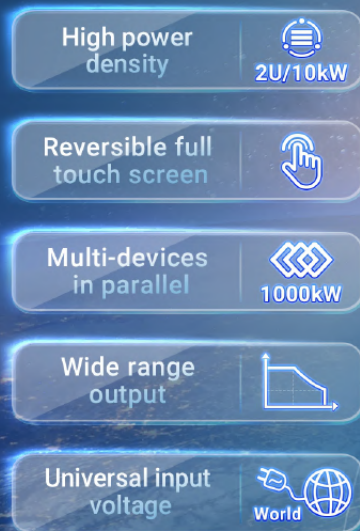 High power
density
2U/10kW
Reversible full
touch screen
Multi-devices
in parallel
1000kW
Wide range
output
Universal input
voltage
World